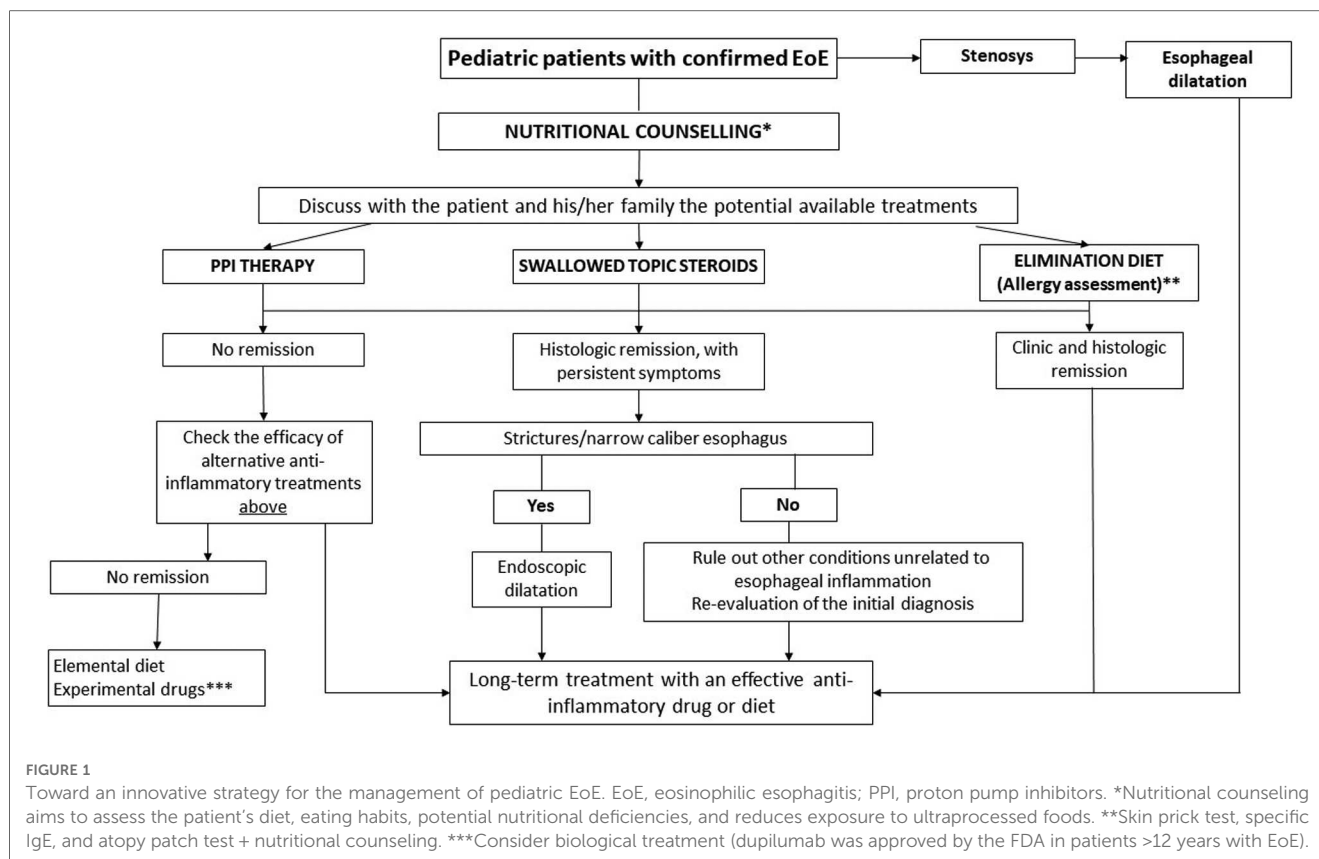 Pediatric patients with confirmed EoE
Stenosys
Esophageal
dilatation
NUTRITIONAL COUNSELLING*
Discuss with the patient and his/her family the potential available treatments
PPI THERAPY
SWALLOWED TOPIC STEROIDS
ELIMINATION DIET
(Allergy assessment)**
No remission
Histologic remission, with
persistent symptoms
Clinic and histologic
remission
Check the efficacy of
alternative anti-
inflammatory treatments
above
Strictures/narrow caliber esophagus
Yes
No
No remission
Endoscopic
dilatation
Rule out other conditions unrelated to
esophageal inflammation
Re-evaluation of the initial diagnosis
Elemental diet
Experimental drugs***
Long-term treatment with an effective anti-
inflammatory drug or diet
FIGURE 1
Toward an innovative strategy for the management of pediatric EoE. EoE, eosinophilic esophagitis; PPI, proton pump inhibitors. *Nutritional counseling
aims to assess the patient's diet, eating habits, potential nutritional deficiencies, and reduces exposure to ultraprocessed foods. **Skin prick test, specific
IgE, and atopy patch test + nutritional counseling. ***Consider biological treatment (dupilumab was approved by the FDA in patients >12 years with EoE).